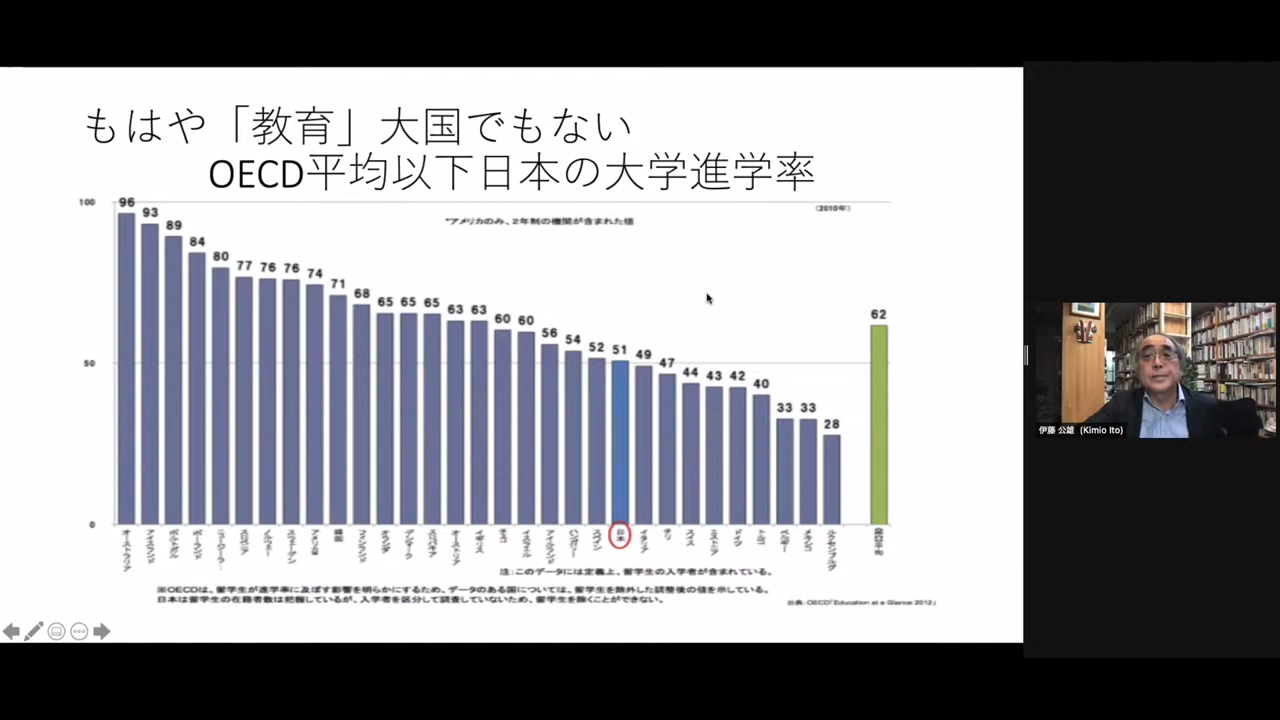 もはや「教育」大国でもない
OECD平均以下日本の大学進学率
(2010年)
*アメリカのみ、2年制の機関が含まれた値
100
50
0
96 93 89 84 80 77 76 76 74 71 68 65 65 65 63 63 60 60 56 54 52 51 49 47 44 43 42 40 33 33 28 62
オーストラリア
アイスランド
ポルトガル
ポーランド
ニュージーラ…
スロベニア
ノルウェー
スウェーデン
アメリカ
韓国
フィンランド
オランダ
デンマーク
スロバキア
オーストリア
イギリス
チェコ
イスラエル
アイルランド
ハンガリー
スペイン
日本
イタリア
チリ
スイス
エストニア
ドイツ
トルコ
ベルギー
メキシコ
ルクセンブルグ
注:このデータには定義上、留学生の入学者が含まれている。
※OECDは、留学生が進学率に及ぼす影響を明らかにするため、データのある国については、留学生を除外した調整後の値を示している。
日本は留学生の在籍者数は把握しているが、入学者を区分して調査していないため、留学生を除くことができない。
出典:OECD「Education at a Glance 2012」
伊藤 公雄 (Kimio Ito)